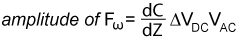 amplitude of Fω = dC/dZ ΔVDCVAC